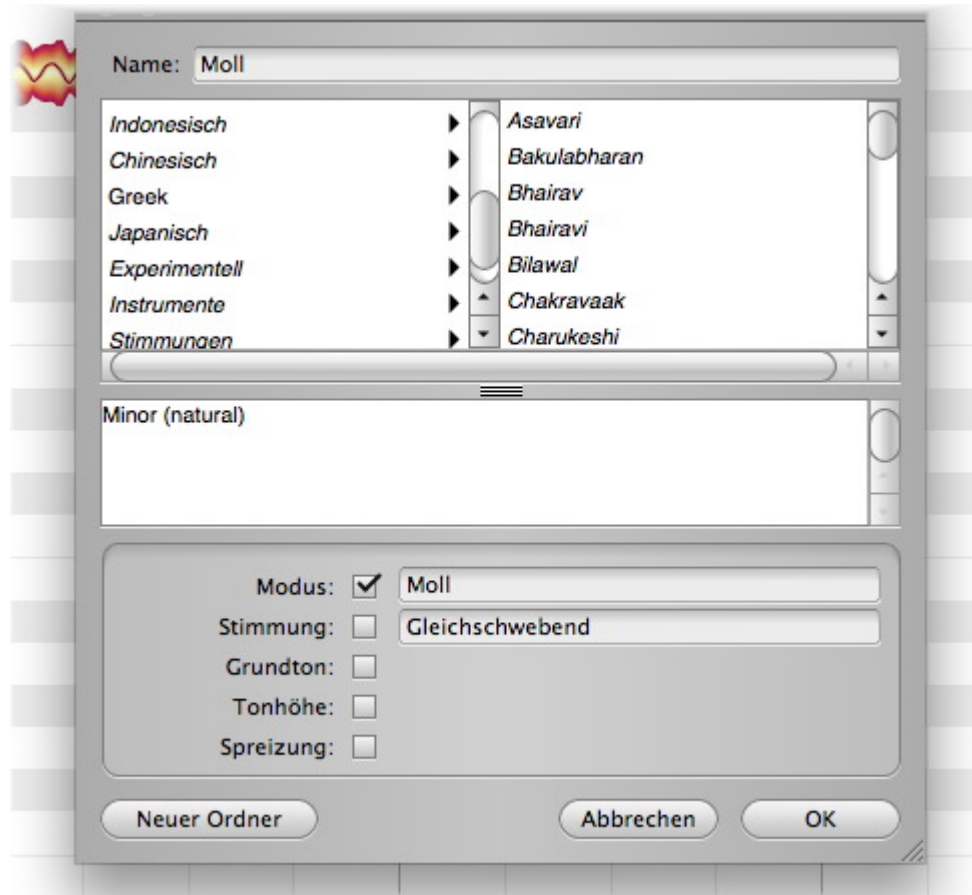 Name: Moll
Indonesisch
Chinesisch
Greek
Japanisch
Experimentell
Instrumente
Stimmungen
Asavari
Bakulabharan
Bhairav
Bhairavi
Bilawal
Chakravaak
Charukeshi
Minor (natural)
Modus: Moll
Stimmung: Gleichschwebend
Grundton:
Tonhöhe:
Spreizung:
Neuer Ordner Abbrechen OK